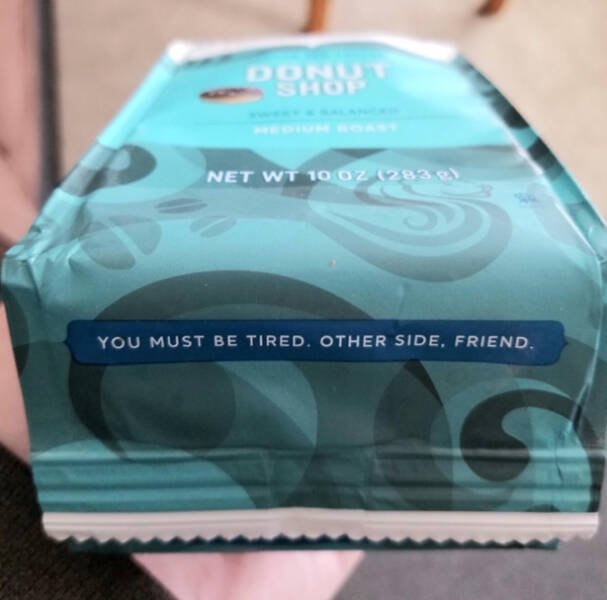 DONUT
SHOP
SWEET & BALANCED
MEDIUM ROAST
NET WT 10 OZ (283 g)
YOU MUST BE TIRED. OTHER SIDE, FRIEND.